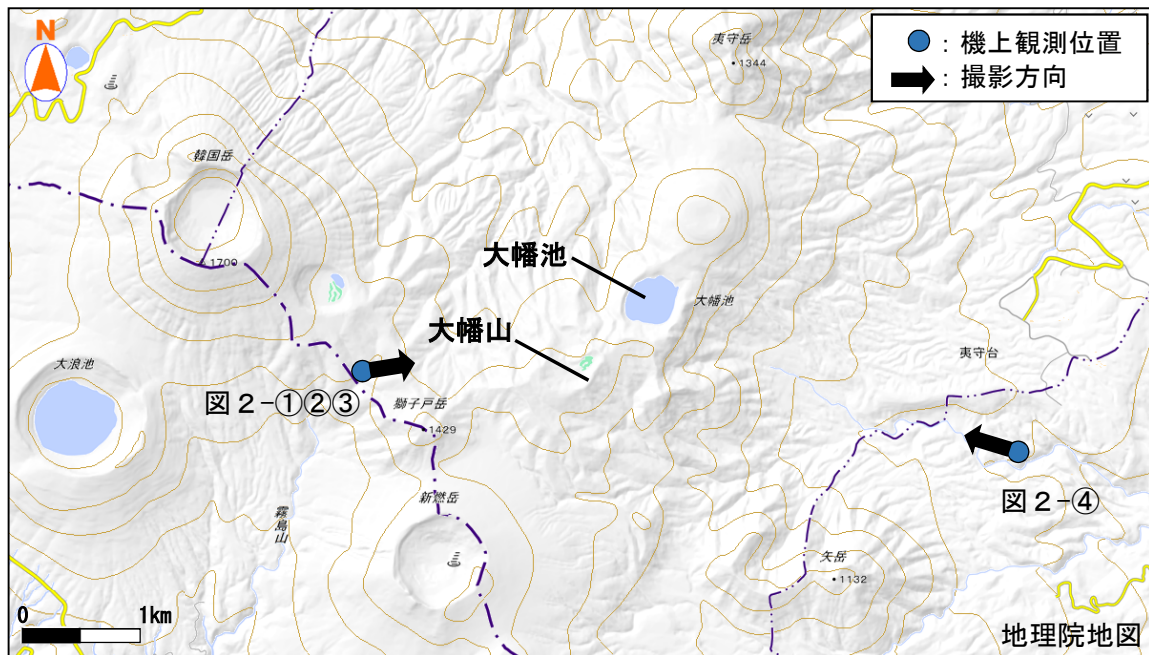 N
：機上観測位置
：撮影方向
夷守岳
・1344
韓国岳
1700
大幡池
大幡池
大幡山
夷守台
大浪池
図2-①②③
獅子戸岳
・1429
図2-④
新燃岳
霧島山
矢岳
・1132
0 1km
地理院地図